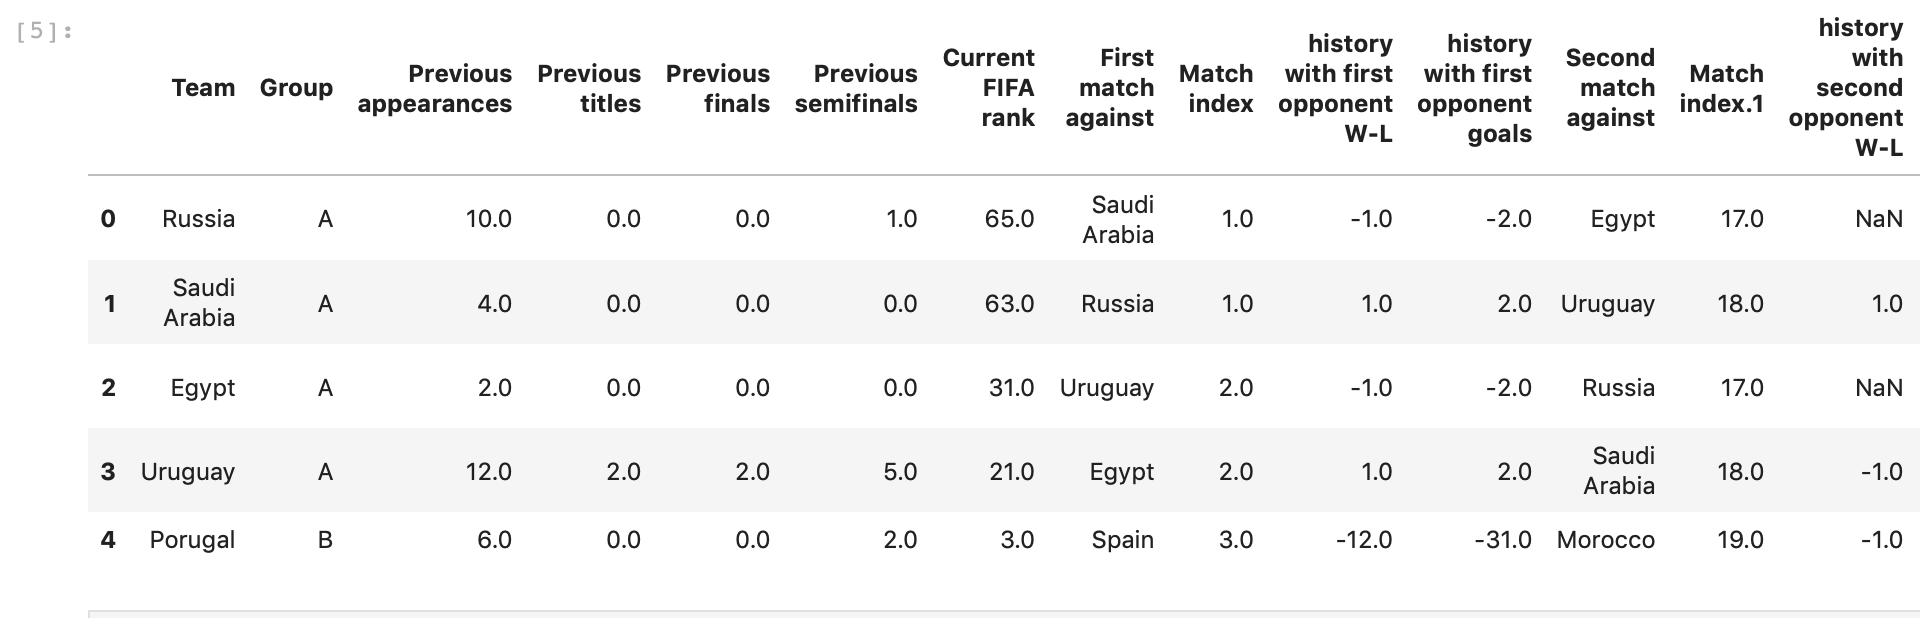 [5]:
Team Group Previous appearances Previous titles Previous finals Previous semifinals Current FIFA rank First match against Match index history with first opponent W-L history with first opponent goals Second match against Match index.1 history with second opponent W-L
0 Russia A 10.0 0.0 0.0 1.0 65.0 Saudi Arabia 1.0 -1.0 -2.0 Egypt 17.0 NaN
1 Saudi Arabia A 4.0 0.0 0.0 0.0 63.0 Russia 1.0 1.0 2.0 Uruguay 18.0 1.0
2 Egypt A 2.0 0.0 0.0 0.0 31.0 Uruguay 2.0 -1.0 -2.0 Russia 17.0 NaN
3 Uruguay A 12.0 2.0 2.0 5.0 21.0 Egypt 2.0 1.0 2.0 Saudi Arabia 18.0 -1.0
4 Porugal B 6.0 0.0 0.0 2.0 3.0 Spain 3.0 -12.0 -31.0 Morocco 19.0 -1.0